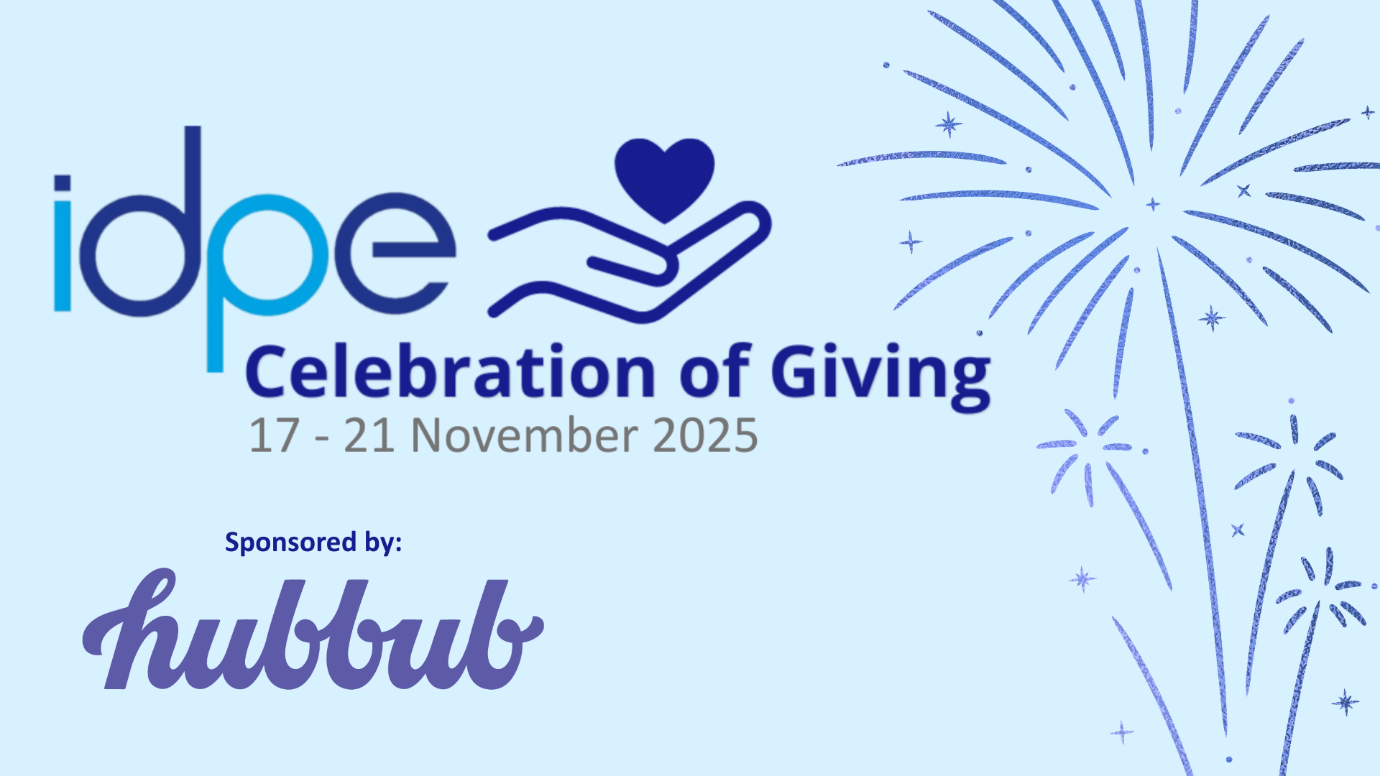 idpe
Celebration of Giving
17 - 21 November 2025
Sponsored by:
hubbub